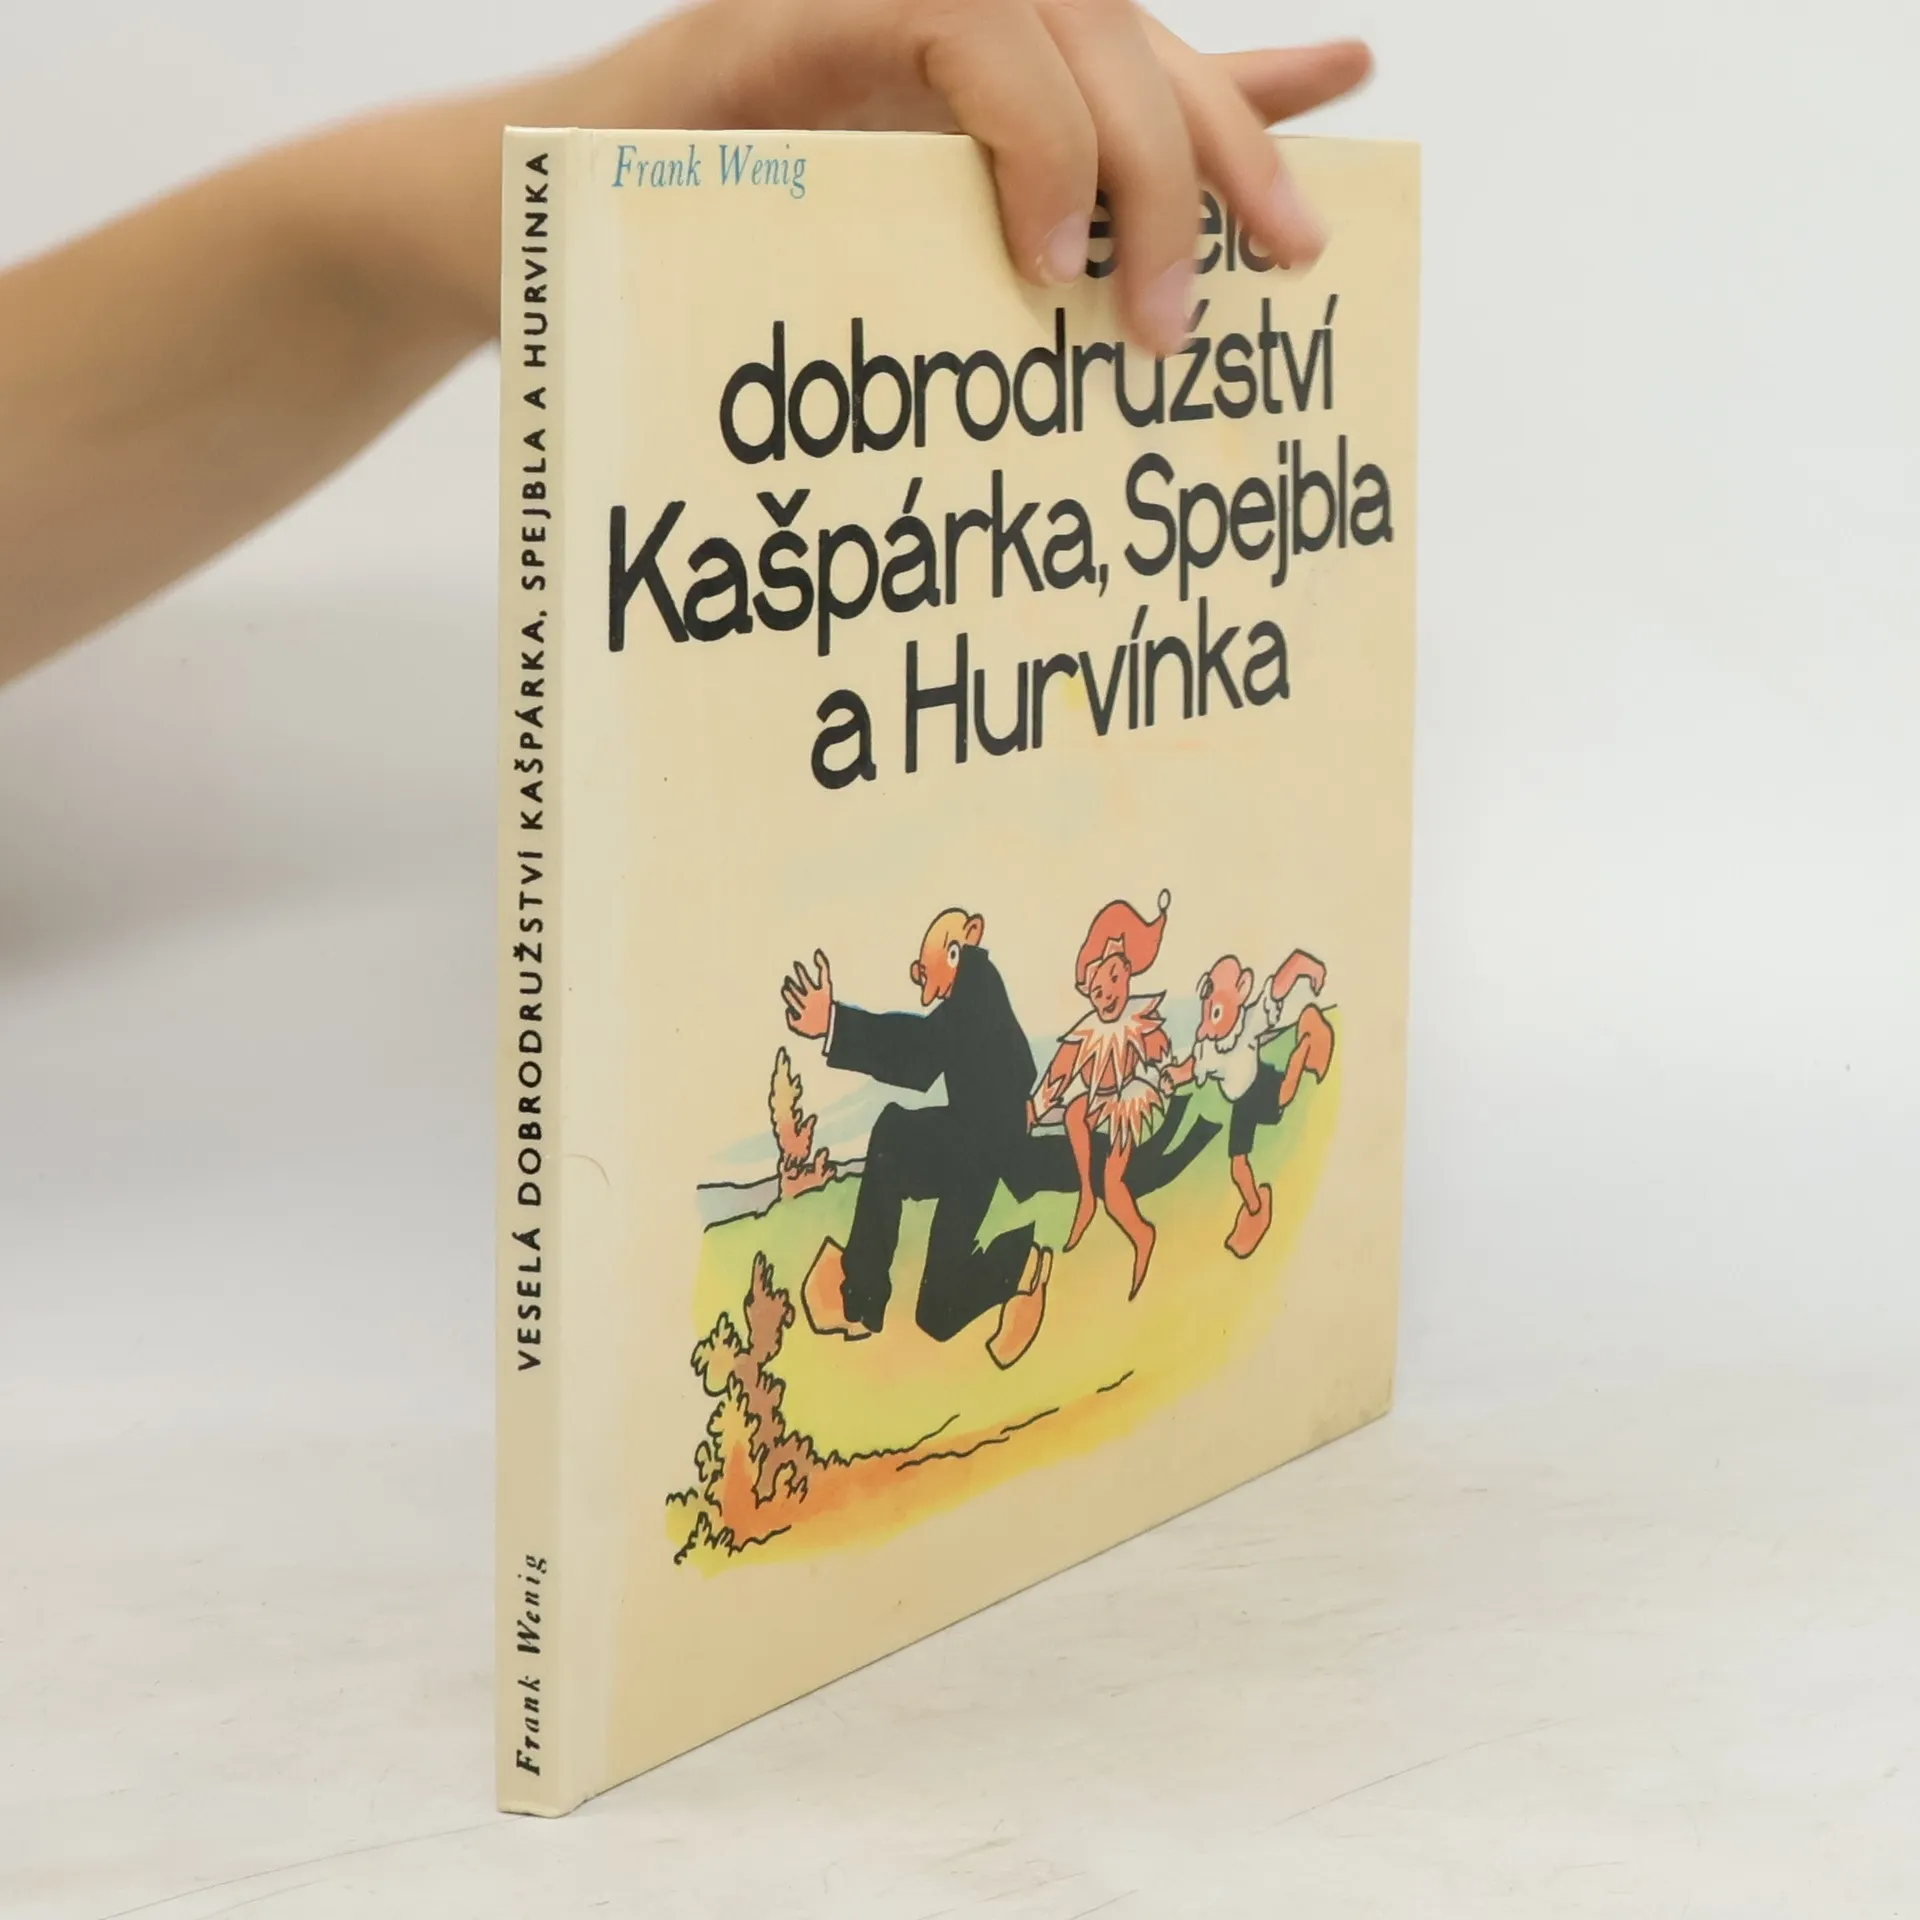 Frank Wenig
dobrodružství
Kašpárka, Spejbla
a Hurvínka
VESELÁ DOBRODRUŽSTVÍ KAŠPÁRKA, SPEJBLA A HURVÍNKA
Frank Wenig